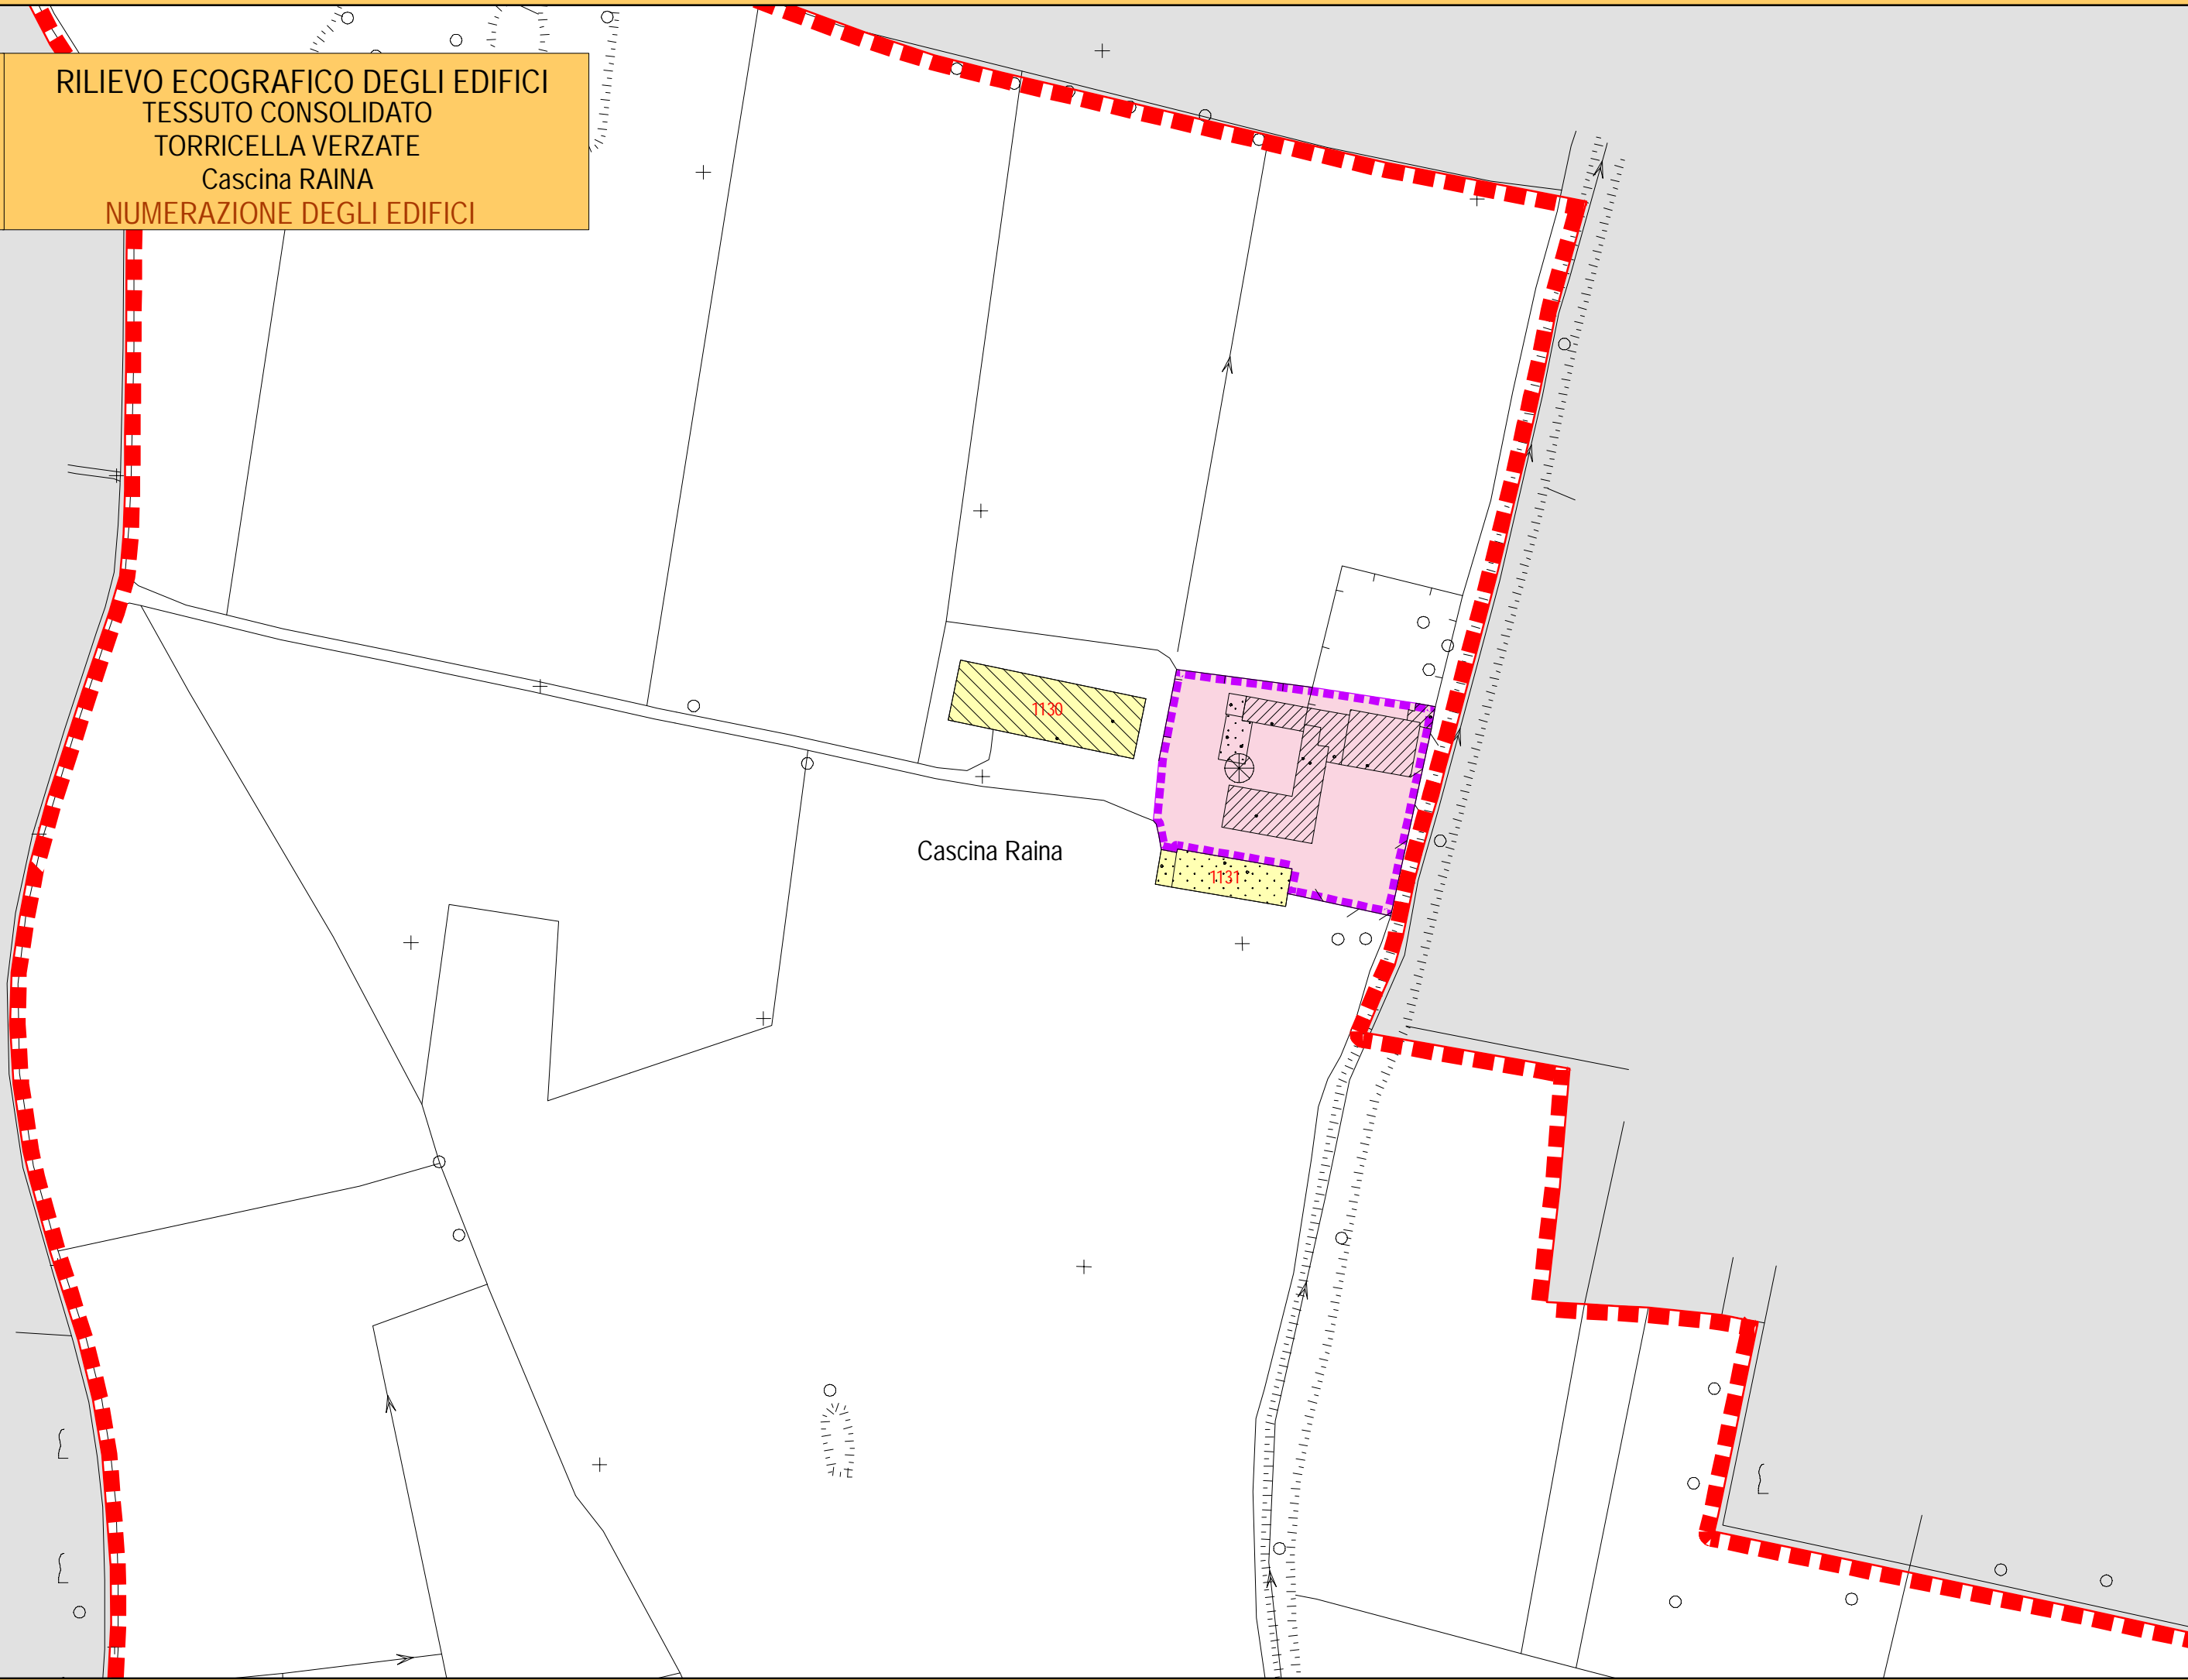 RILIEVO ECOGRAFICO DEGLI EDIFICI
TESSUTO CONSOLIDATO
TORRICELLA VERZATE
Cascina RAINA
NUMERAZIONE DEGLI EDIFICI
1130
Cascina Raina
1131